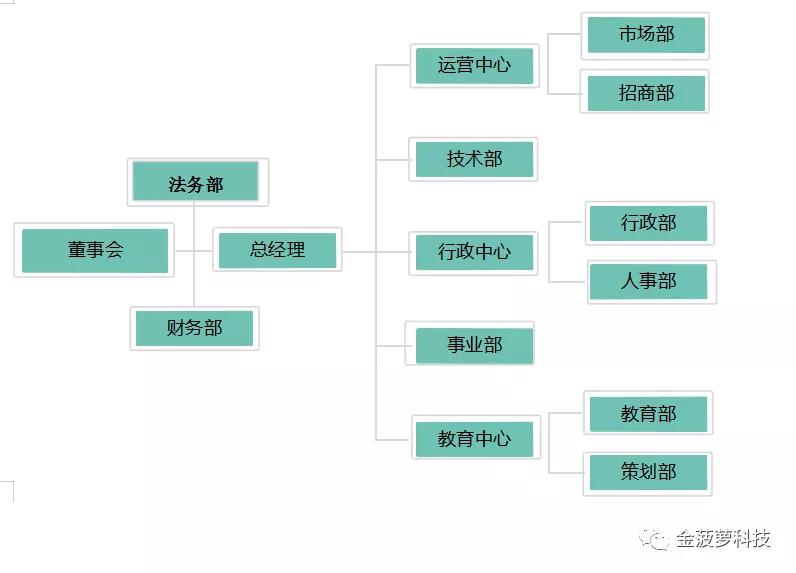 董事会
法务部
总经理
财务部
运营中心
市场部
招商部
技术部
行政中心
行政部
人事部
事业部
教育中心
教育部
策划部
金菠萝科技